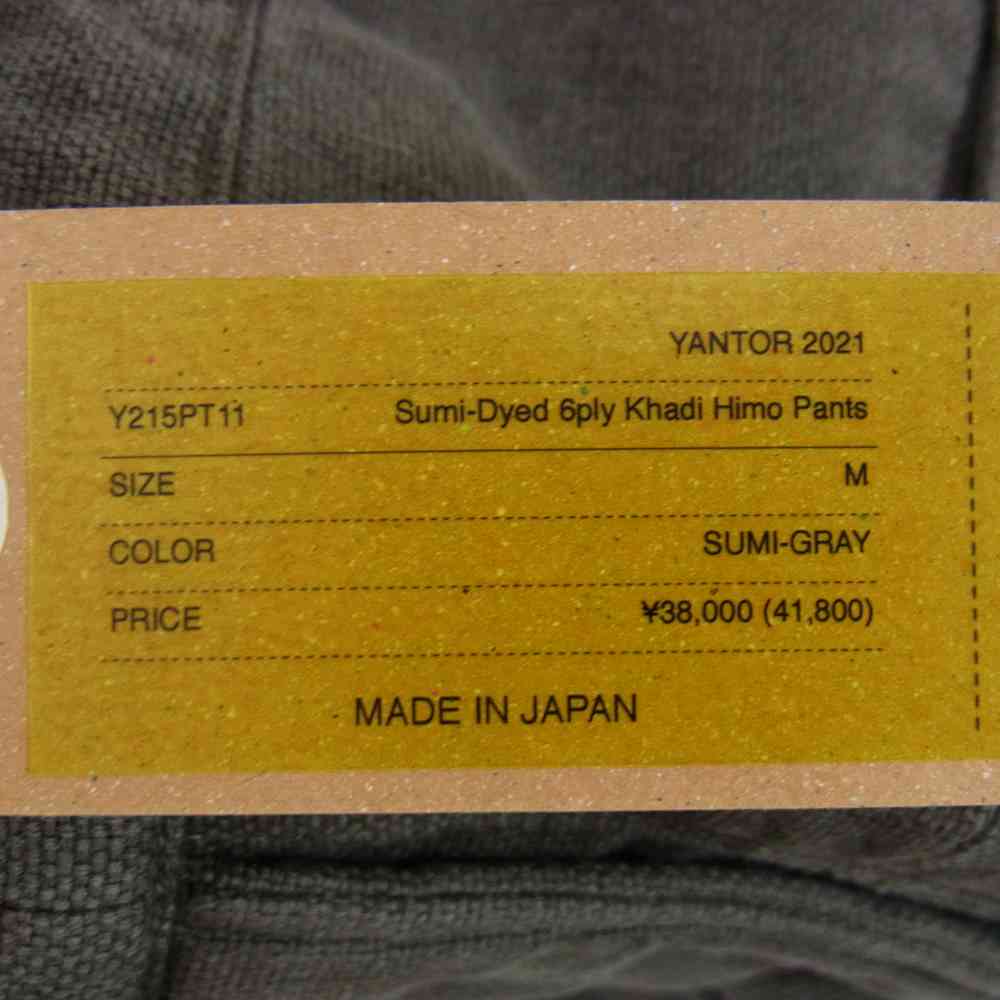 YANTOR 2021
Y215PT11 Sumi-Dyed 6ply Khadi Himo Pants
SIZE M
COLOR SUMI-GRAY
PRICE ¥38,000 (41,800)
MADE IN JAPAN